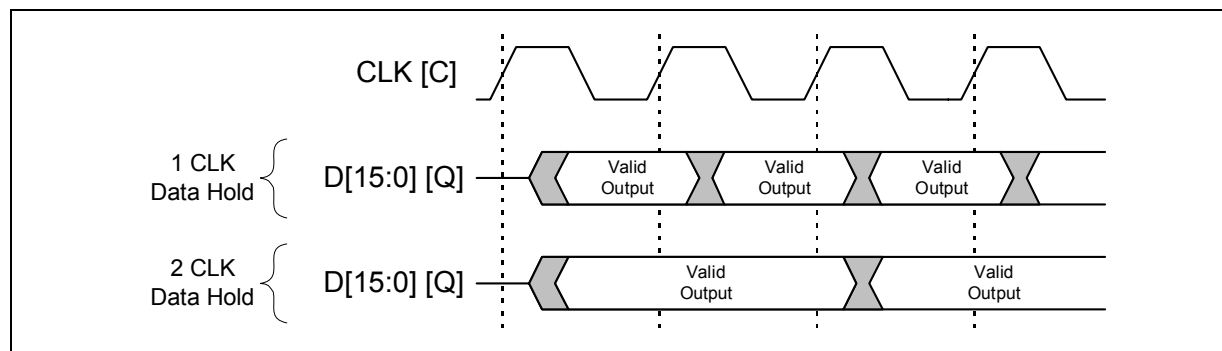 CLK [C]
1 CLK
Data Hold
D[15:0] [Q]
Valid
Output
Valid
Output
Valid
Output
2 CLK
Data Hold
D[15:0] [Q]
Valid
Output
Valid
Output